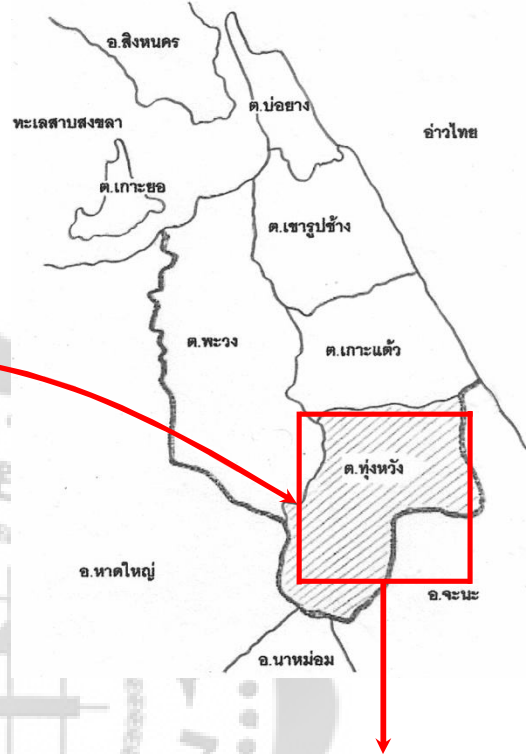 อ.สิงหนคร
ต.บ่อยาง
ทะเลสาบสงขลา
อ่าวไทย
ต.เกาะยอ
ต.เขารูปช้าง
ต.พะวง
ต.เกาะแต้ว
ต.ทุ่งหวัง
อ.หาดใหญ่
อ.จะนะ
อ.นาหม่อม